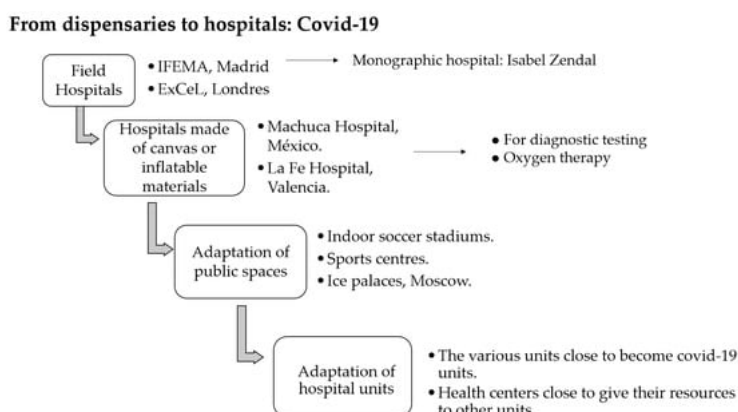 From dispensaries to hospitals: Covid-19
Field
Hospitals
• IFEMA, Madrid
• ExCeL, Londres
Monographic hospital: Isabel Zendal
Hospitals made
of canvas or
inflatable
materials
• Machuca Hospital,
México.
• La Fe Hospital,
Valencia.
• For diagnostic testing
• Oxygen therapy
Adaptation of
public spaces
• Indoor soccer stadiums.
• Sports centres.
• Ice palaces, Moscow.
Adaptation of
hospital units
• The various units close to become covid-19
units.
• Health centers close to give their resources
to other units